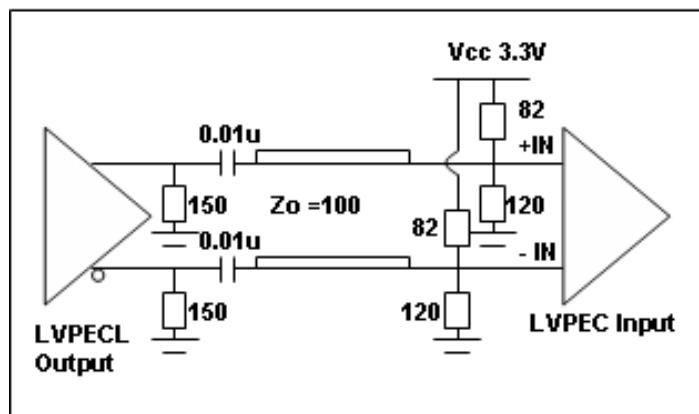 Vcc 3.3V
82
0.01u
+IN
150
Zo =100
120
0.01u
82
- IN
150
120
LVPECL
Output
LVPEC Input